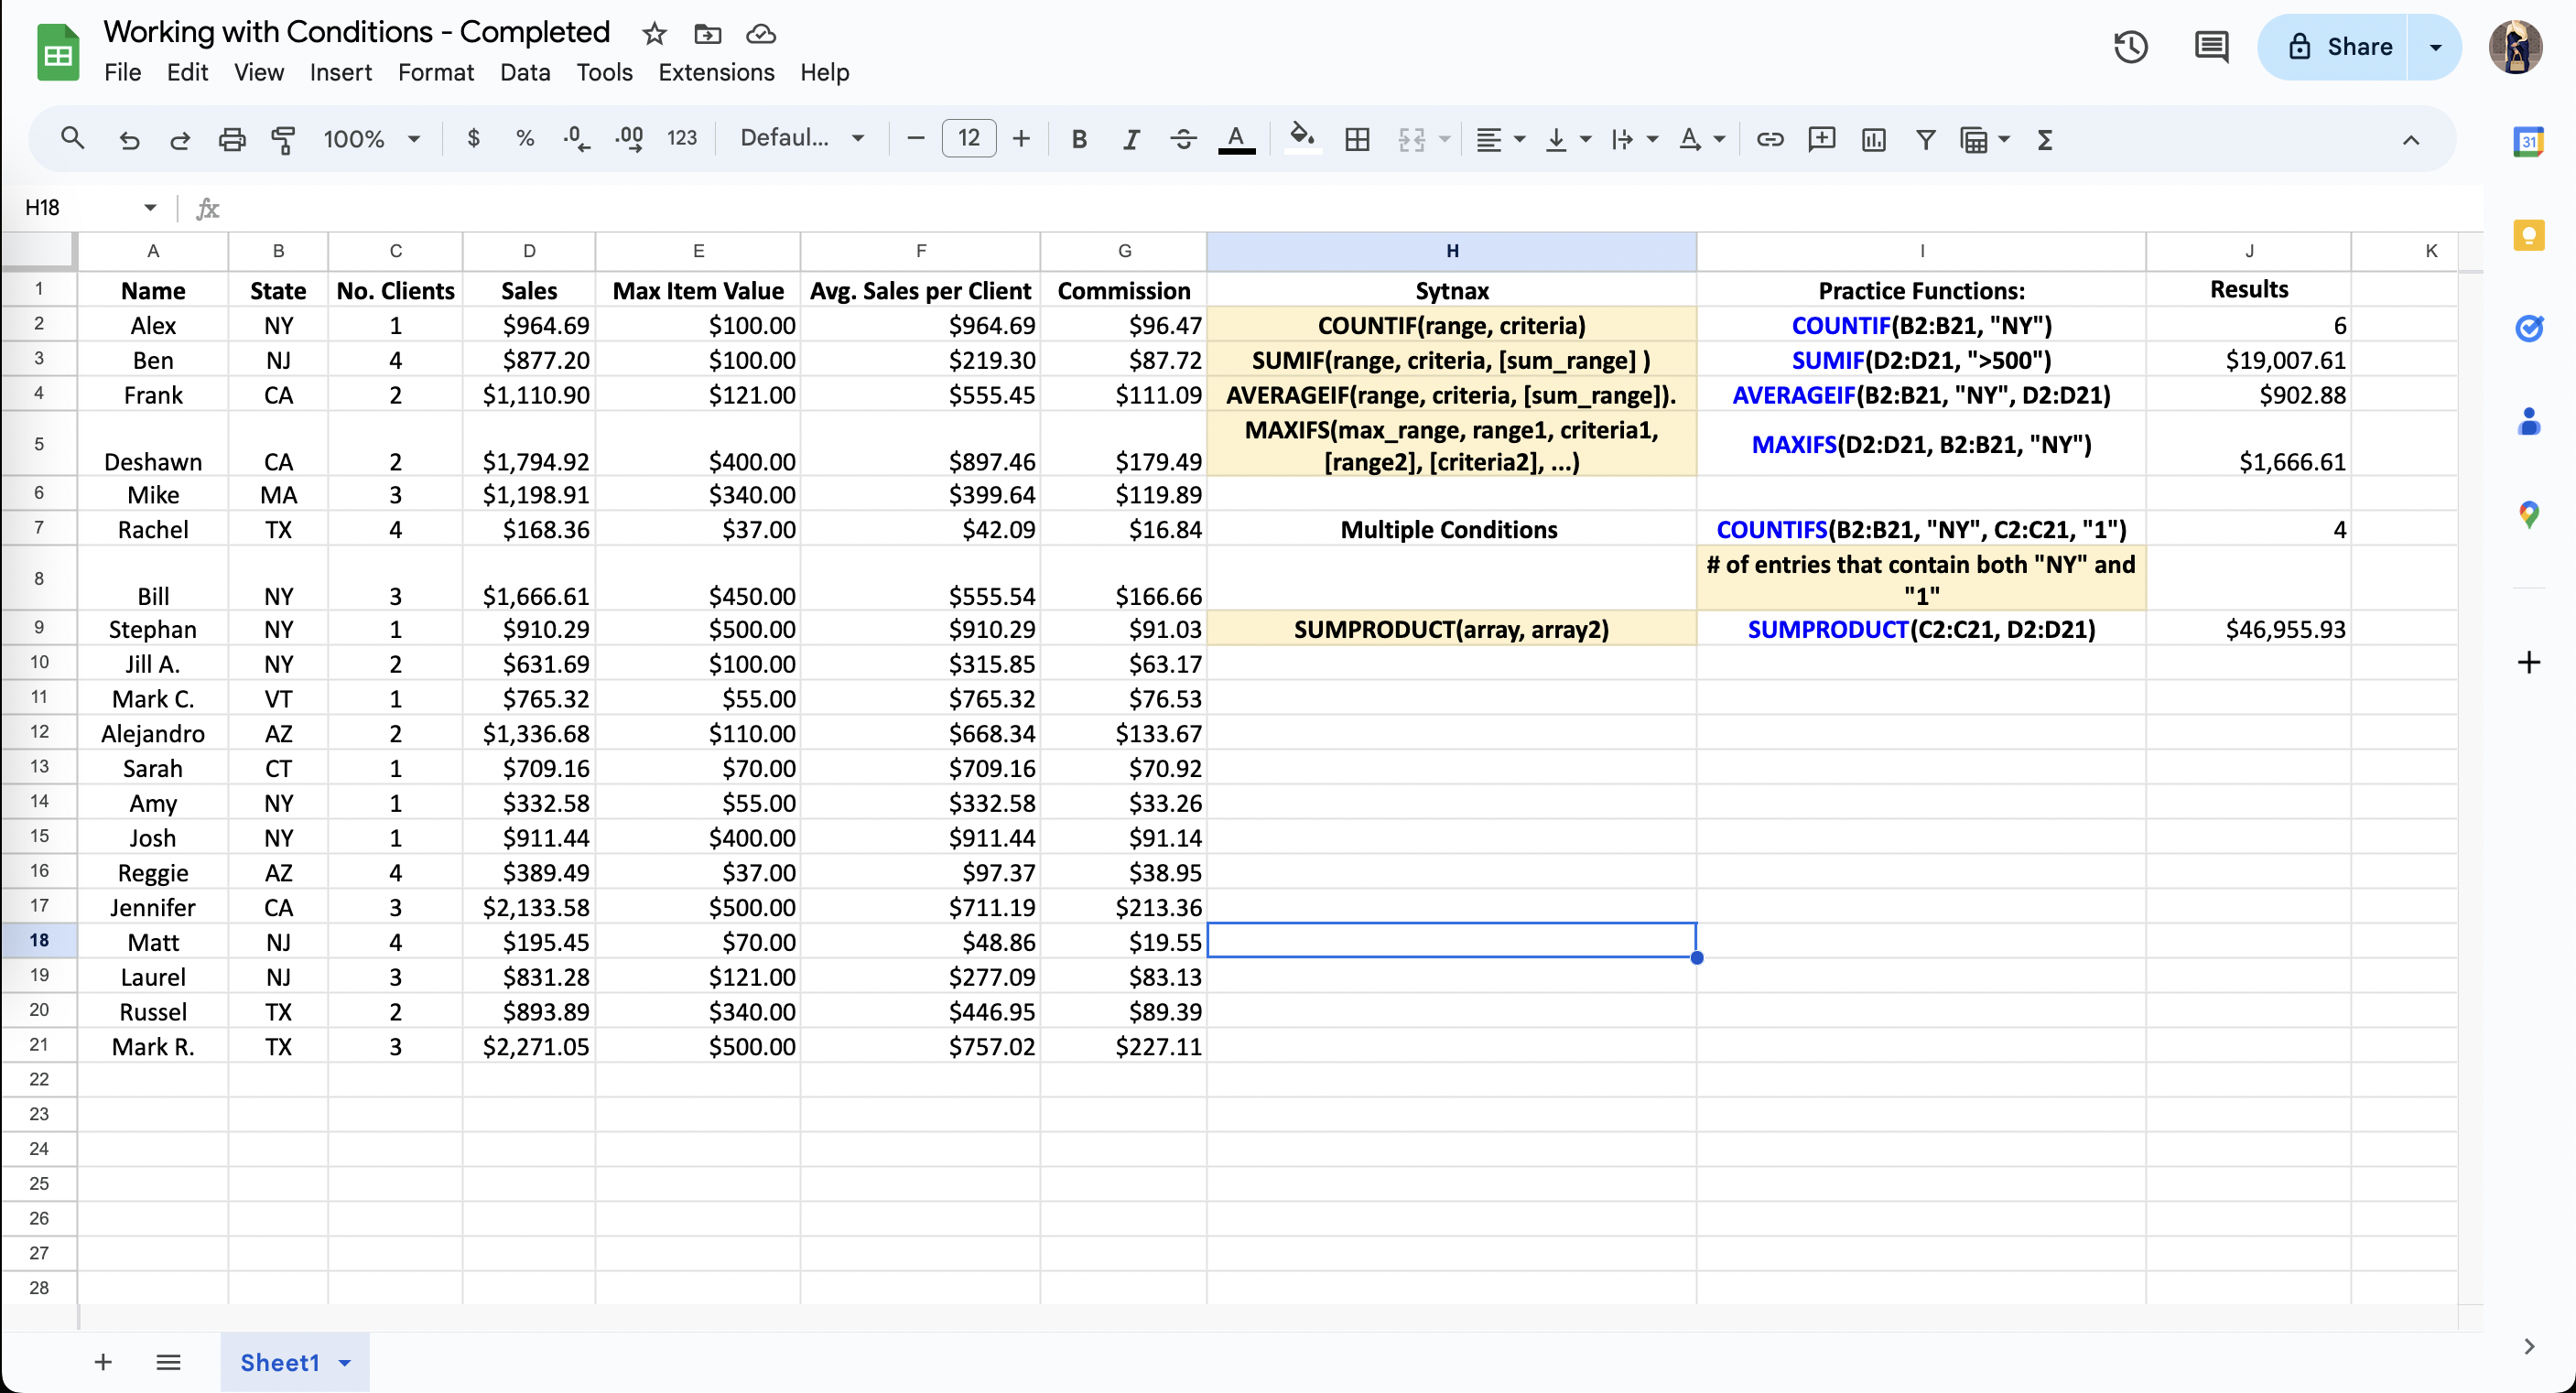 Working with Conditions - Completed
File Edit View Insert Format Data Tools Extensions Help
Share
100% $ % .0 .00 123 Defaul... 12 B I A A Σ
31
H18 fx
A B C D E F G H I J K
1 Name State No. Clients Sales Max Item Value Avg. Sales per Client Commission Sytnax Practice Functions: Results
2 Alex NY 1 $964.69 $100.00 $964.69 $96.47 COUNTIF(range, criteria) COUNTIF(B2:B21, "NY") 6
3 Ben NJ 4 $877.20 $100.00 $219.30 $87.72 SUMIF(range, criteria, [sum_range] ) SUMIF(D2:D21, ">500") $19,007.61
4 Frank CA 2 $1,110.90 $121.00 $555.45 $111.09 AVERAGEIF(range, criteria, [sum_range]). AVERAGEIF(B2:B21, "NY", D2:D21) $902.88
MAXIFS(max_range, range1, criteria1,
5 Deshawn CA 2 $1,794.92 $400.00 $897.46 $179.49 [range2], [criteria2], ...) MAXIFS(D2:D21, B2:B21, "NY") $1,666.61
6 Mike MA 3 $1,198.91 $340.00 $399.64 $119.89
7 Rachel TX 4 $168.36 $37.00 $42.09 $16.84 Multiple Conditions COUNTIFS(B2:B21, "NY", C2:C21, "1") 4
# of entries that contain both "NY" and
8 Bill NY 3 $1,666.61 $450.00 $555.54 $166.66 "1"
9 Stephan NY 1 $910.29 $500.00 $910.29 $91.03 SUMPRODUCT(array, array2) SUMPRODUCT(C2:C21, D2:D21) $46,955.93
10 Jill A. NY 2 $631.69 $100.00 $315.85 $63.17
11 Mark C. VT 1 $765.32 $55.00 $765.32 $76.53
12 Alejandro AZ 2 $1,336.68 $110.00 $668.34 $133.67
13 Sarah CT 1 $709.16 $70.00 $709.16 $70.92
14 Amy NY 1 $332.58 $55.00 $332.58 $33.26
15 Josh NY 1 $911.44 $400.00 $911.44 $91.14
16 Reggie AZ 4 $389.49 $37.00 $97.37 $38.95
17 Jennifer CA 3 $2,133.58 $500.00 $711.19 $213.36
18 Matt NJ 4 $195.45 $70.00 $48.86 $19.55
19 Laurel NJ 3 $831.28 $121.00 $277.09 $83.13
20 Russel TX 2 $893.89 $340.00 $446.95 $89.39
21 Mark R. TX 3 $2,271.05 $500.00 $757.02 $227.11
22
23
24
25
26
27
28
Sheet1